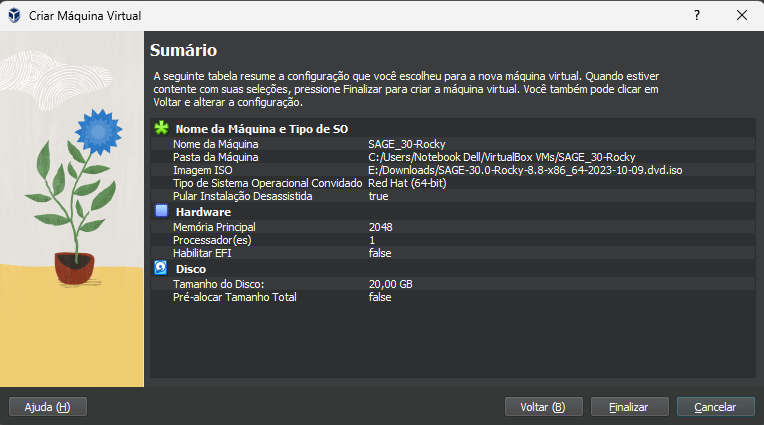 Criar Máquina Virtual
Sumário
A seguinte tabela resume a configuração que você escolheu para a nova máquina virtual. Quando estiver
contente com suas seleções, pressione Finalizar para criar a máquina virtual. Você também pode clicar em
Voltar e alterar a configuração.
Nome da Máquina e Tipo de SO
Nome da Máquina SAGE_30-Rocky
Pasta da Máquina C:/Users/Notebook Dell/VirtualBox VMs/SAGE_30-Rocky
Imagem ISO E:/Downloads/SAGE-30.0-Rocky-8.8-x86_64-2023-10-09.dvd.iso
Tipo de Sistema Operacional Convidado Red Hat (64-bit)
Pular Instalação Desassistida true
Hardware
Memória Principal 2048
Processador(es) 1
Habilitar EFI false
Disco
Tamanho do Disco: 20,00 GB
Pré-alocar Tamanho Total false
Ajuda (H) Voltar (B) Finalizar Cancelar